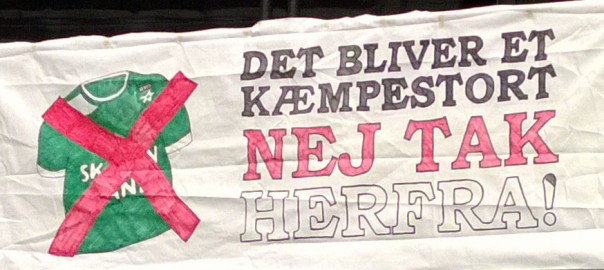 DET BLIVER ET
KÆMPESTORT
NEJ TAK
HERFRA!